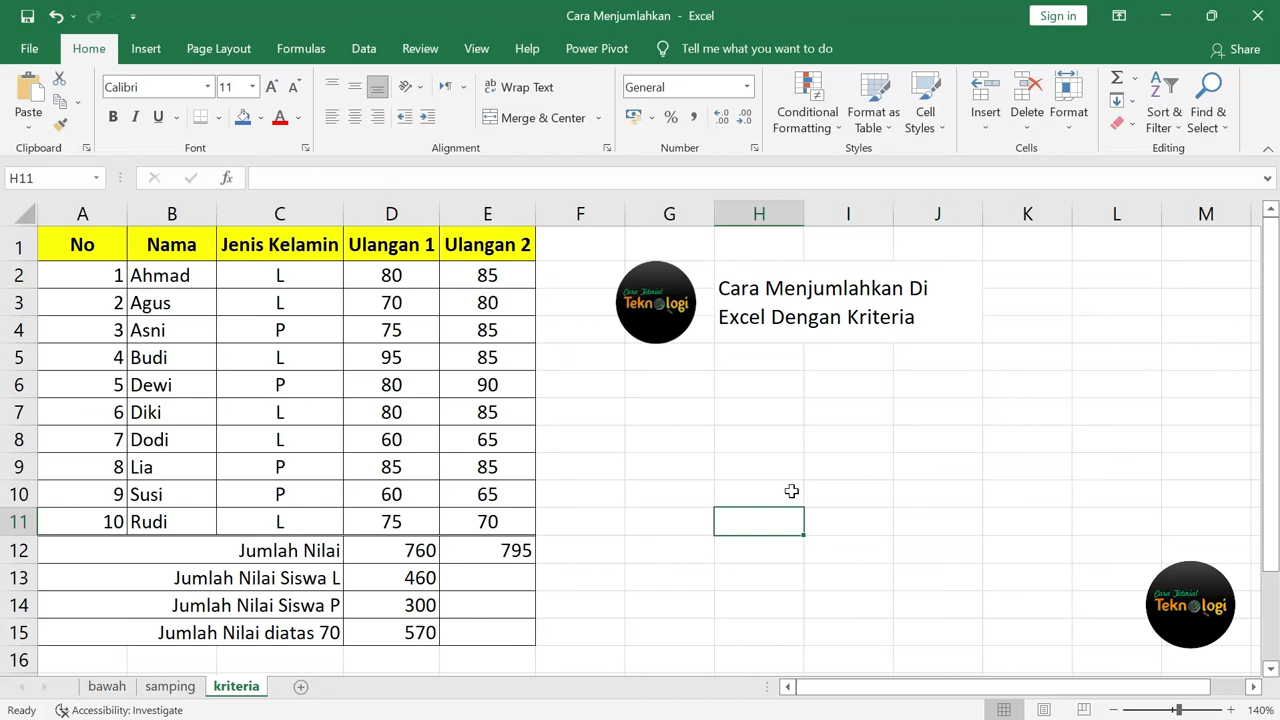 Cara Menjumlahkan - Excel
Sign in
File Home Insert Page Layout Formulas Data Review View Help Power Pivot Tell me what you want to do Share
Calibri 11 Wrap Text General
Paste B I U Merge & Center % Conditional Formatting Format as Table Cell Styles Insert Delete Format Sort & Filter Find & Select
Clipboard Font Alignment Number Styles Cells Editing
H11 fx
A B C D E F G H I J K L M
1 No Nama Jenis Kelamin Ulangan 1 Ulangan 2
2 1 Ahmad L 80 85
Cara Tutorial
Teknologi
Cara Menjumlahkan Di
Excel Dengan Kriteria
3 2 Agus L 70 80
4 3 Asni P 75 85
5 4 Budi L 95 85
6 5 Dewi P 80 90
7 6 Diki L 80 85
8 7 Dodi L 60 65
9 8 Lia P 85 85
10 9 Susi P 60 65
11 10 Rudi L 75 70
12 Jumlah Nilai 760 795
13 Jumlah Nilai Siswa L 460
14 Jumlah Nilai Siswa P 300
15 Jumlah Nilai diatas 70 570
16
Cara Tutorial
Teknologi
bawah samping kriteria
Ready Accessibility: Investigate 140%